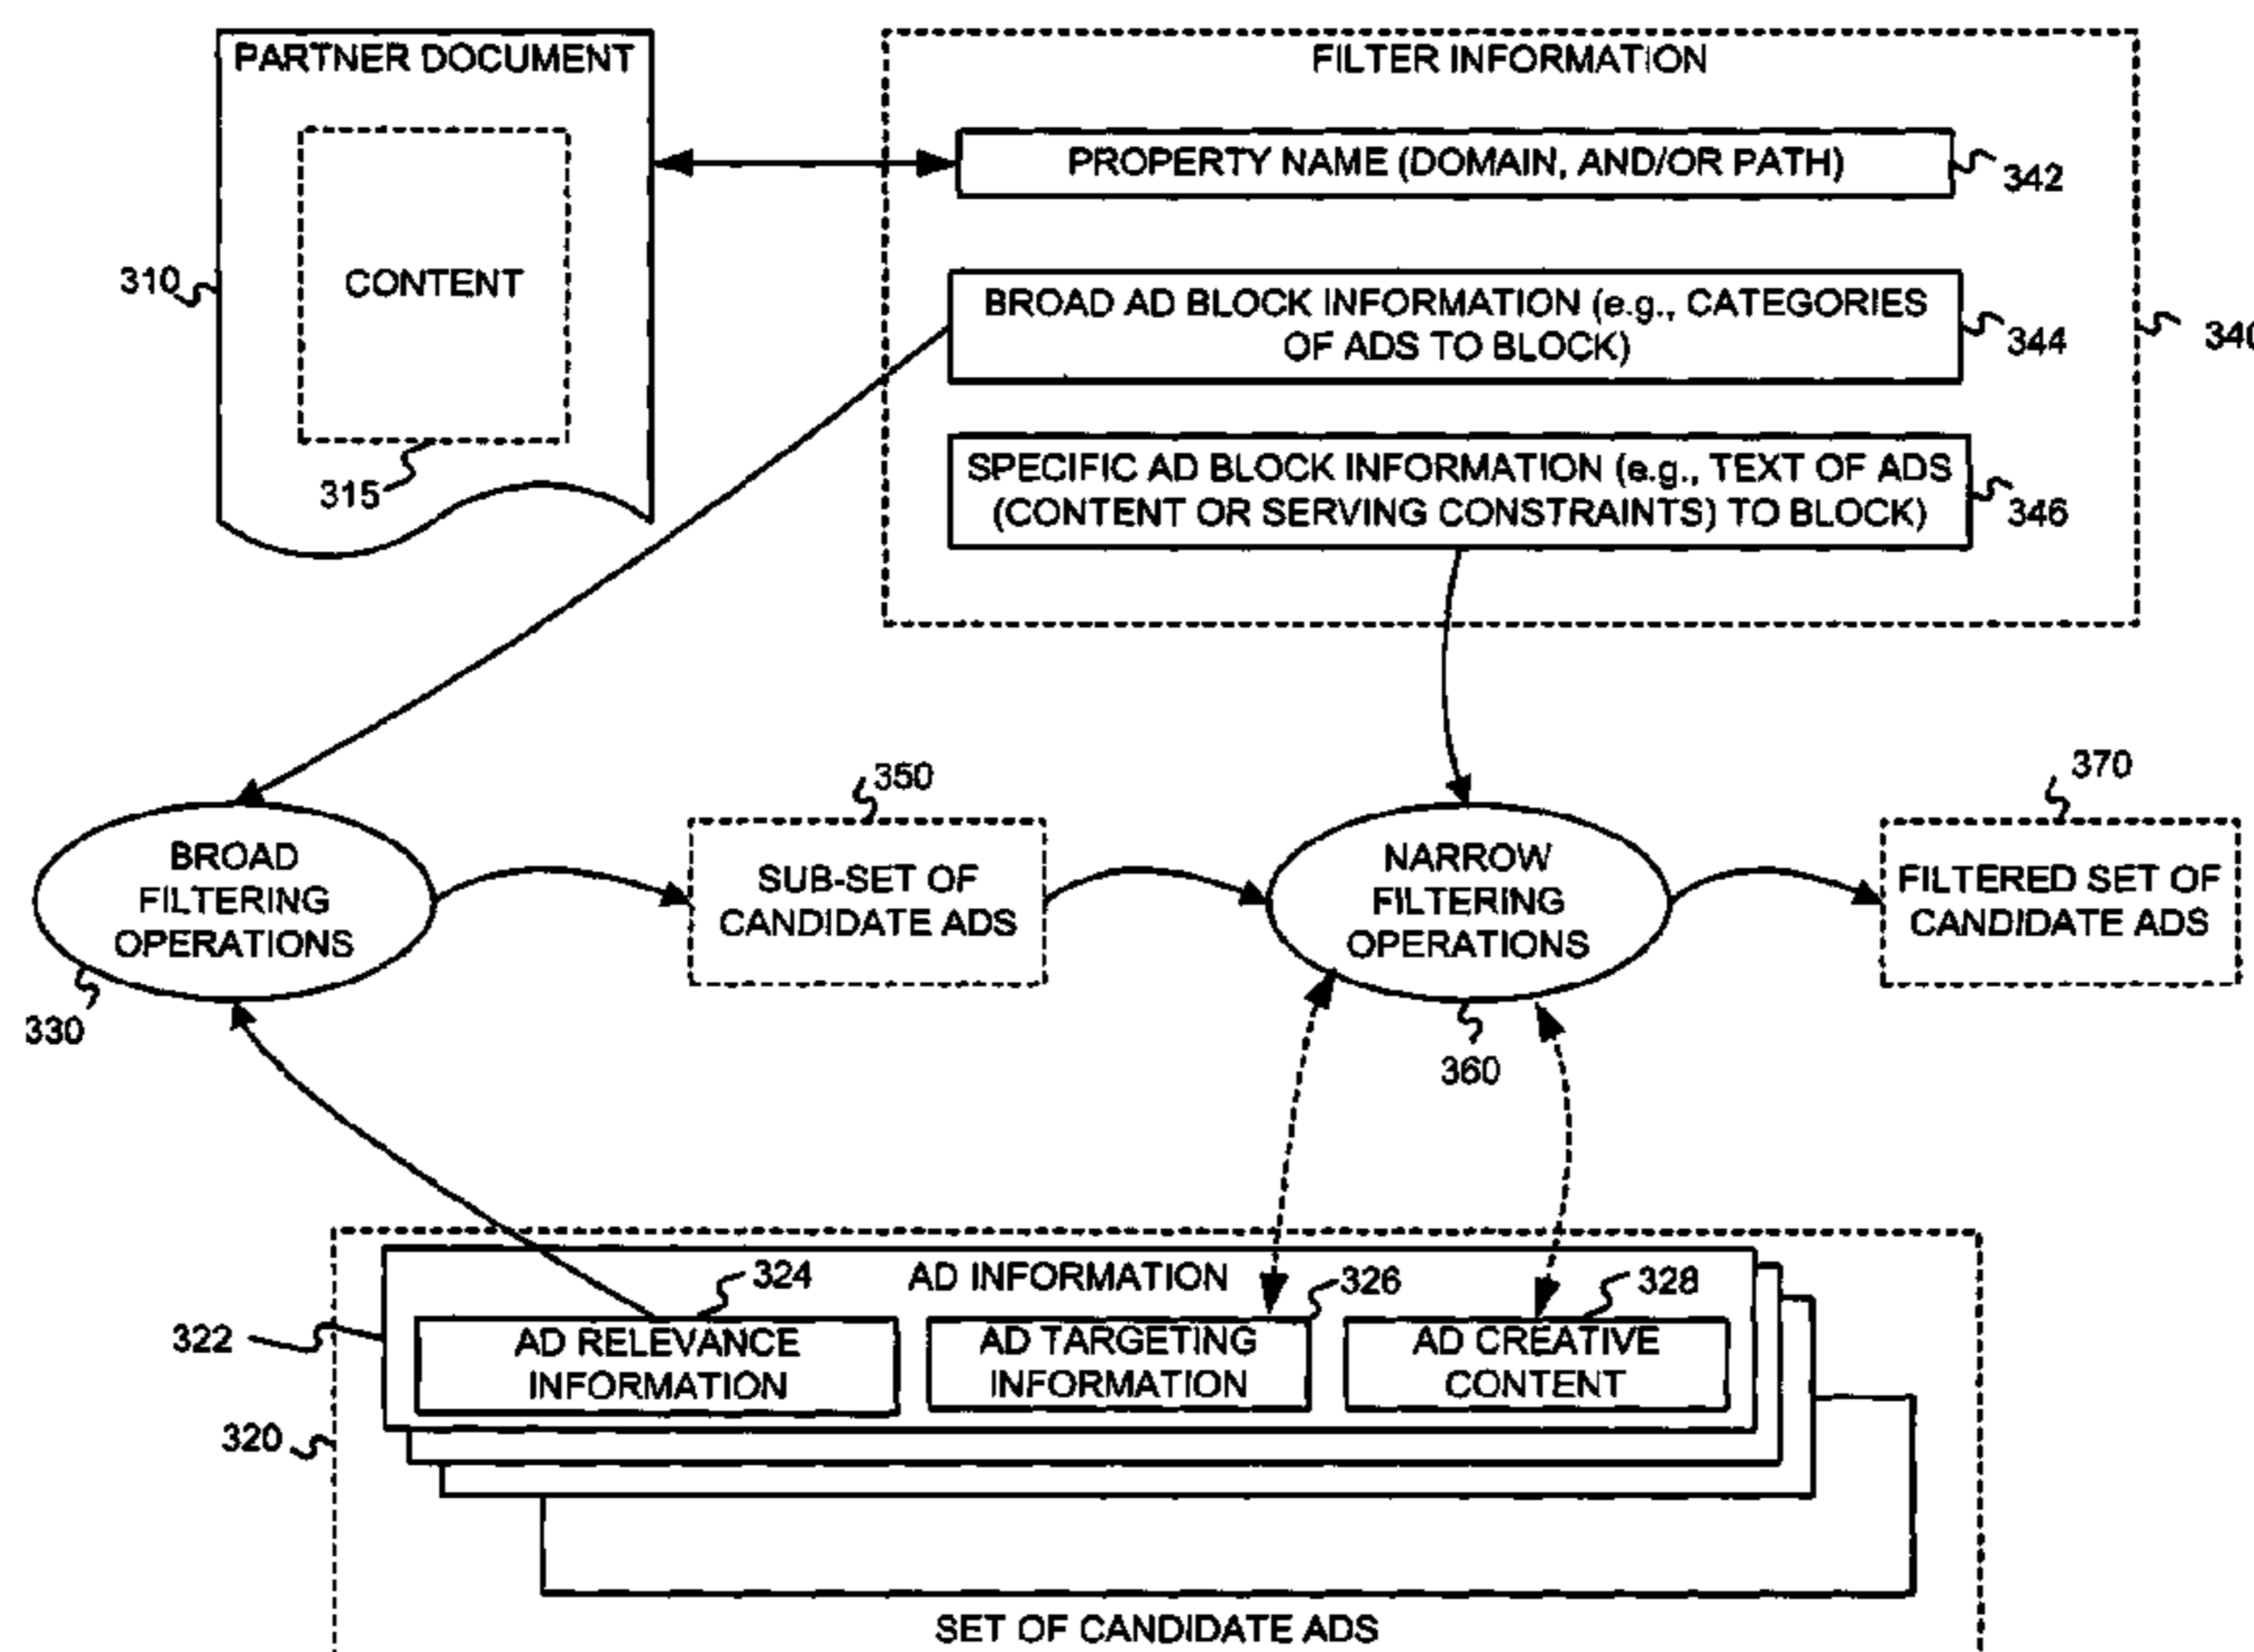 PARTNER DOCUMENT
CONTENT
310
315
FILTER INFORMATION
PROPERTY NAME (DOMAIN, AND/OR PATH)
342
BROAD AD BLOCK INFORMATION (e.g., CATEGORIES
OF ADS TO BLOCK)
344
340
SPECIFIC AD BLOCK INFORMATION (e.g., TEXT OF ADS
(CONTENT OR SERVING CONSTRAINTS) TO BLOCK)
346
BROAD
FILTERING
OPERATIONS
330
350
SUB-SET OF
CANDIDATE ADS
NARROW
FILTERING
OPERATIONS
360
370
FILTERED SET OF
CANDIDATE ADS
AD INFORMATION
322
324
AD RELEVANCE
INFORMATION
326
AD TARGETING
INFORMATION
328
AD CREATIVE
CONTENT
320
SET OF CANDIDATE ADS